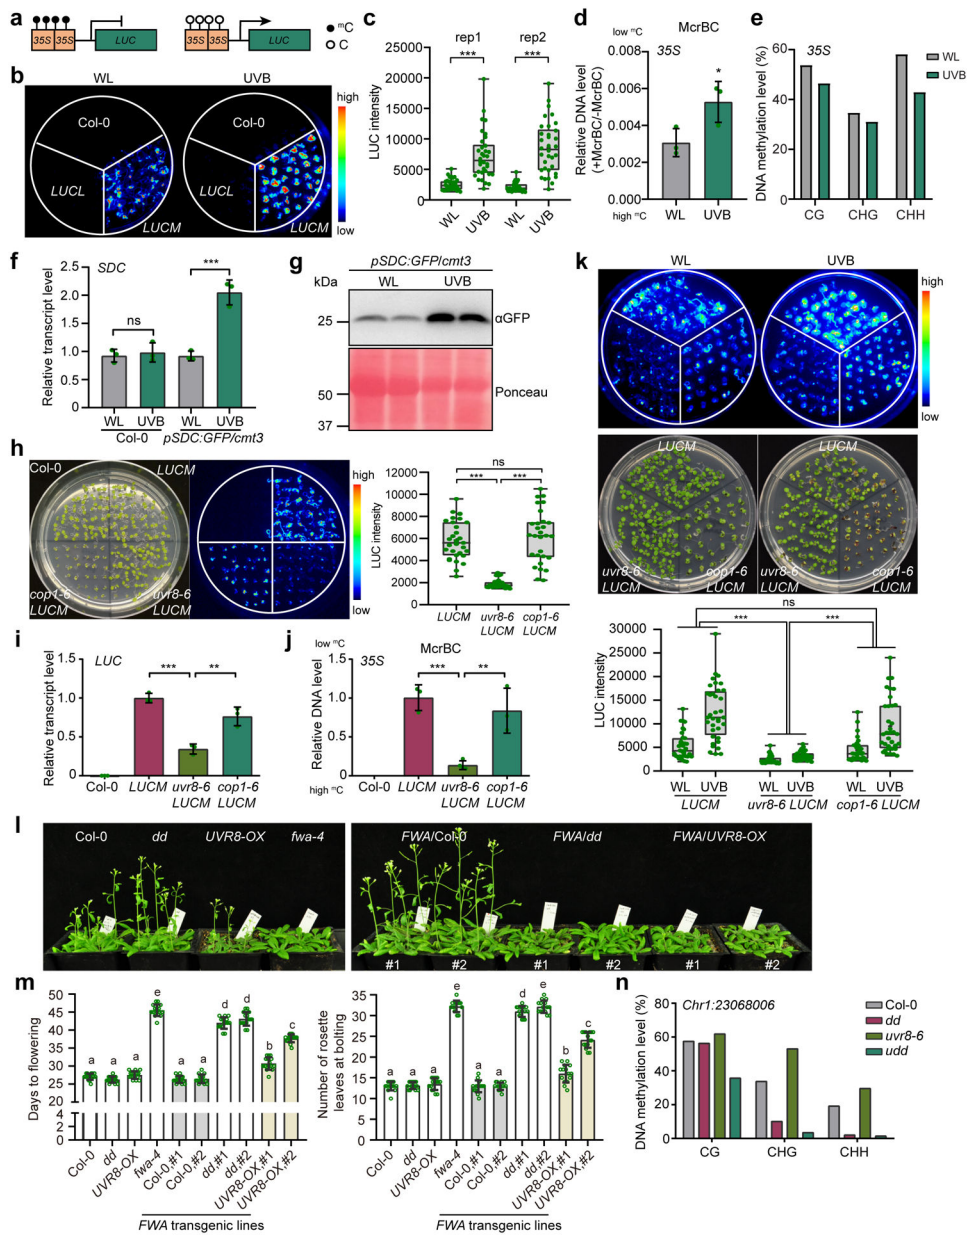 a
35S 35S
LUC
35S 35S
LUC
mC
C
b
WL
UVB
Col-0
LUCL
LUCM
Col-0
LUCL
LUCM
high
low
c
rep1
rep2
***
***
LUC intensity
25000
20000
15000
10000
5000
0
WL
UVB
WL
UVB
d
low mC
McrBC
35S
*
Relative DNA level
(+McrBC/-McrBC)
0.008
0.006
0.004
0.002
0.000
high mC
WL
UVB
e
35S
WL
UVB
DNA methylation level (%)
60
40
20
0
CG
CHG
CHH
f
SDC
***
ns
Relative transcript level
2.5
2.0
1.5
1.0
0.5
0
WL
UVB
WL
UVB
Col-0
pSDC:GFP/cmt3
g
pSDC:GFP/cmt3
kDa
WL
UVB
25
αGFP
50
37
Ponceau
h
Col-0
LUCM
cop1-6
LUCM
uvr8-6
LUCM
high
low
ns
***
***
LUC intensity
12000
10000
8000
6000
4000
2000
0
LUCM
uvr8-6
LUCM
cop1-6
LUCM
i
LUC
***
**
Relative transcript level
1.5
1.0
0.5
0
Col-0
LUCM
uvr8-6
LUCM
cop1-6
LUCM
j
low mC
McrBC
35S
***
**
Relative DNA level
1.5
1.0
0.5
0
high mC
Col-0
LUCM
uvr8-6
LUCM
cop1-6
LUCM
k
WL
UVB
high
low
LUCM
LUCM
uvr8-6
LUCM
cop1-6
LUCM
uvr8-6
LUCM
cop1-6
LUCM
ns
***
***
LUC intensity
30000
25000
20000
15000
10000
5000
0
WL
UVB
WL
UVB
WL
UVB
LUCM
uvr8-6 LUCM
cop1-6 LUCM
l
Col-0
dd
UVR8-OX
fwa-4
FWA/Col-0
FWA/dd
FWA/UVR8-OX
#1
#2
#1
#2
#1
#2
m
Days to flowering
50
45
40
35
30
25
4
2
0
a
a
a
e
a
a
d
d
b
c
Col-0
dd
UVR8-OX
fwa-4
Col-0,#1
Col-0,#2
dd,#1
dd,#2
UVR8-OX,#1
UVR8-OX,#2
FWA transgenic lines
Number of rosette
leaves at bolting
35
30
25
20
15
10
5
0
a
a
a
e
a
a
d
e
b
c
Col-0
dd
UVR8-OX
fwa-4
Col-0,#1
Col-0,#2
dd,#1
dd,#2
UVR8-OX,#1
UVR8-OX,#2
FWA transgenic lines
n
Chr1:23068006
Col-0
dd
uvr8-6
udd
DNA methylation level (%)
80
60
40
20
0
CG
CHG
CHH